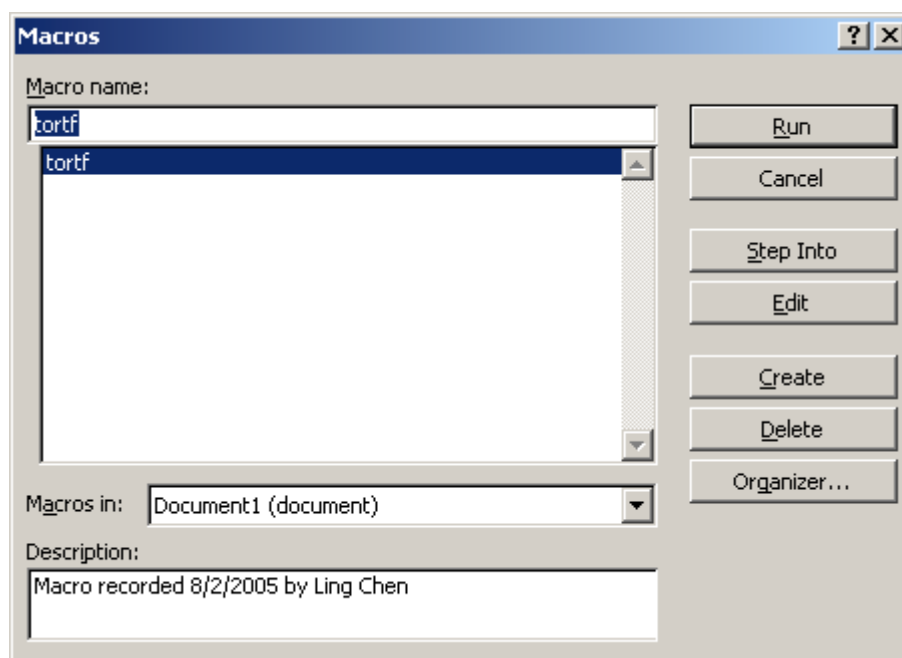 Macros
Macro name:
tortf
tortf
Run
Cancel
Step Into
Edit
Create
Delete
Organizer...
Macros in:
Document1 (document)
Description:
Macro recorded 8/2/2005 by Ling Chen